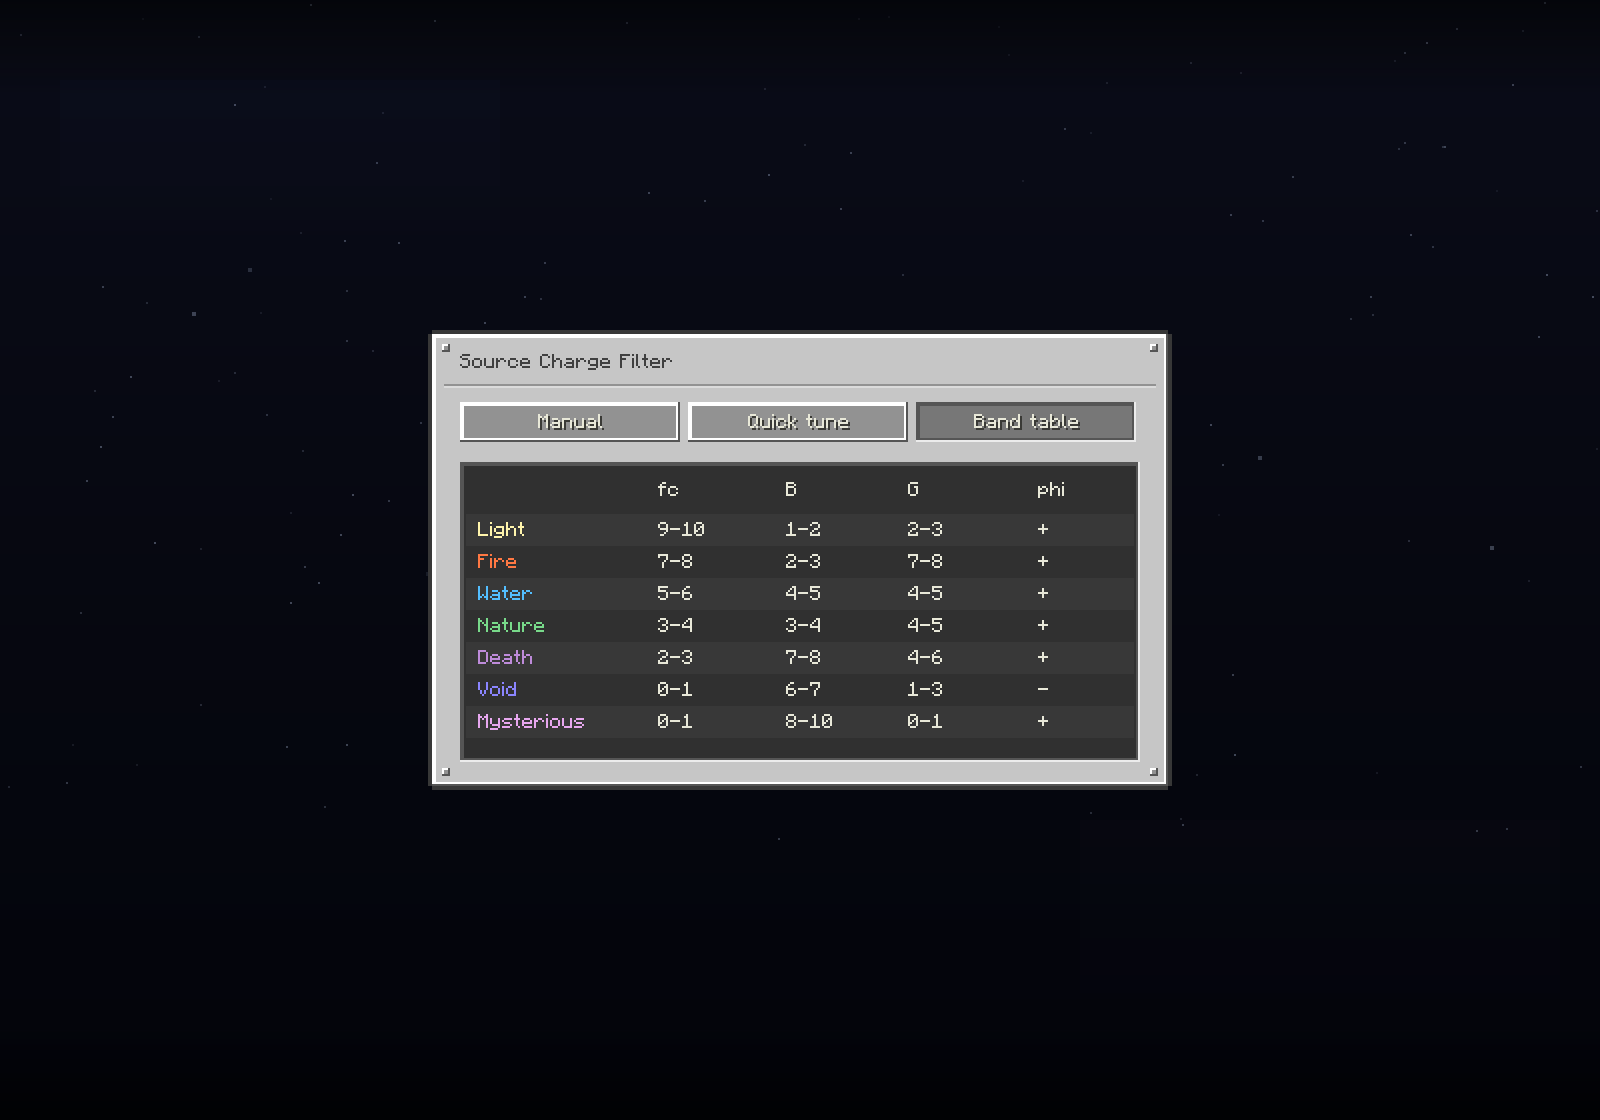 Source Charge Filter
Manual Quick tune Band table
fc B G phi
Light 9-10 1-2 2-3 +
Fire 7-8 2-3 7-8 +
Water 5-6 4-5 4-5 +
Nature 3-4 3-4 4-5 +
Death 2-3 7-8 4-6 +
Void 0-1 6-7 1-3 -
Mysterious 0-1 8-10 0-1 +